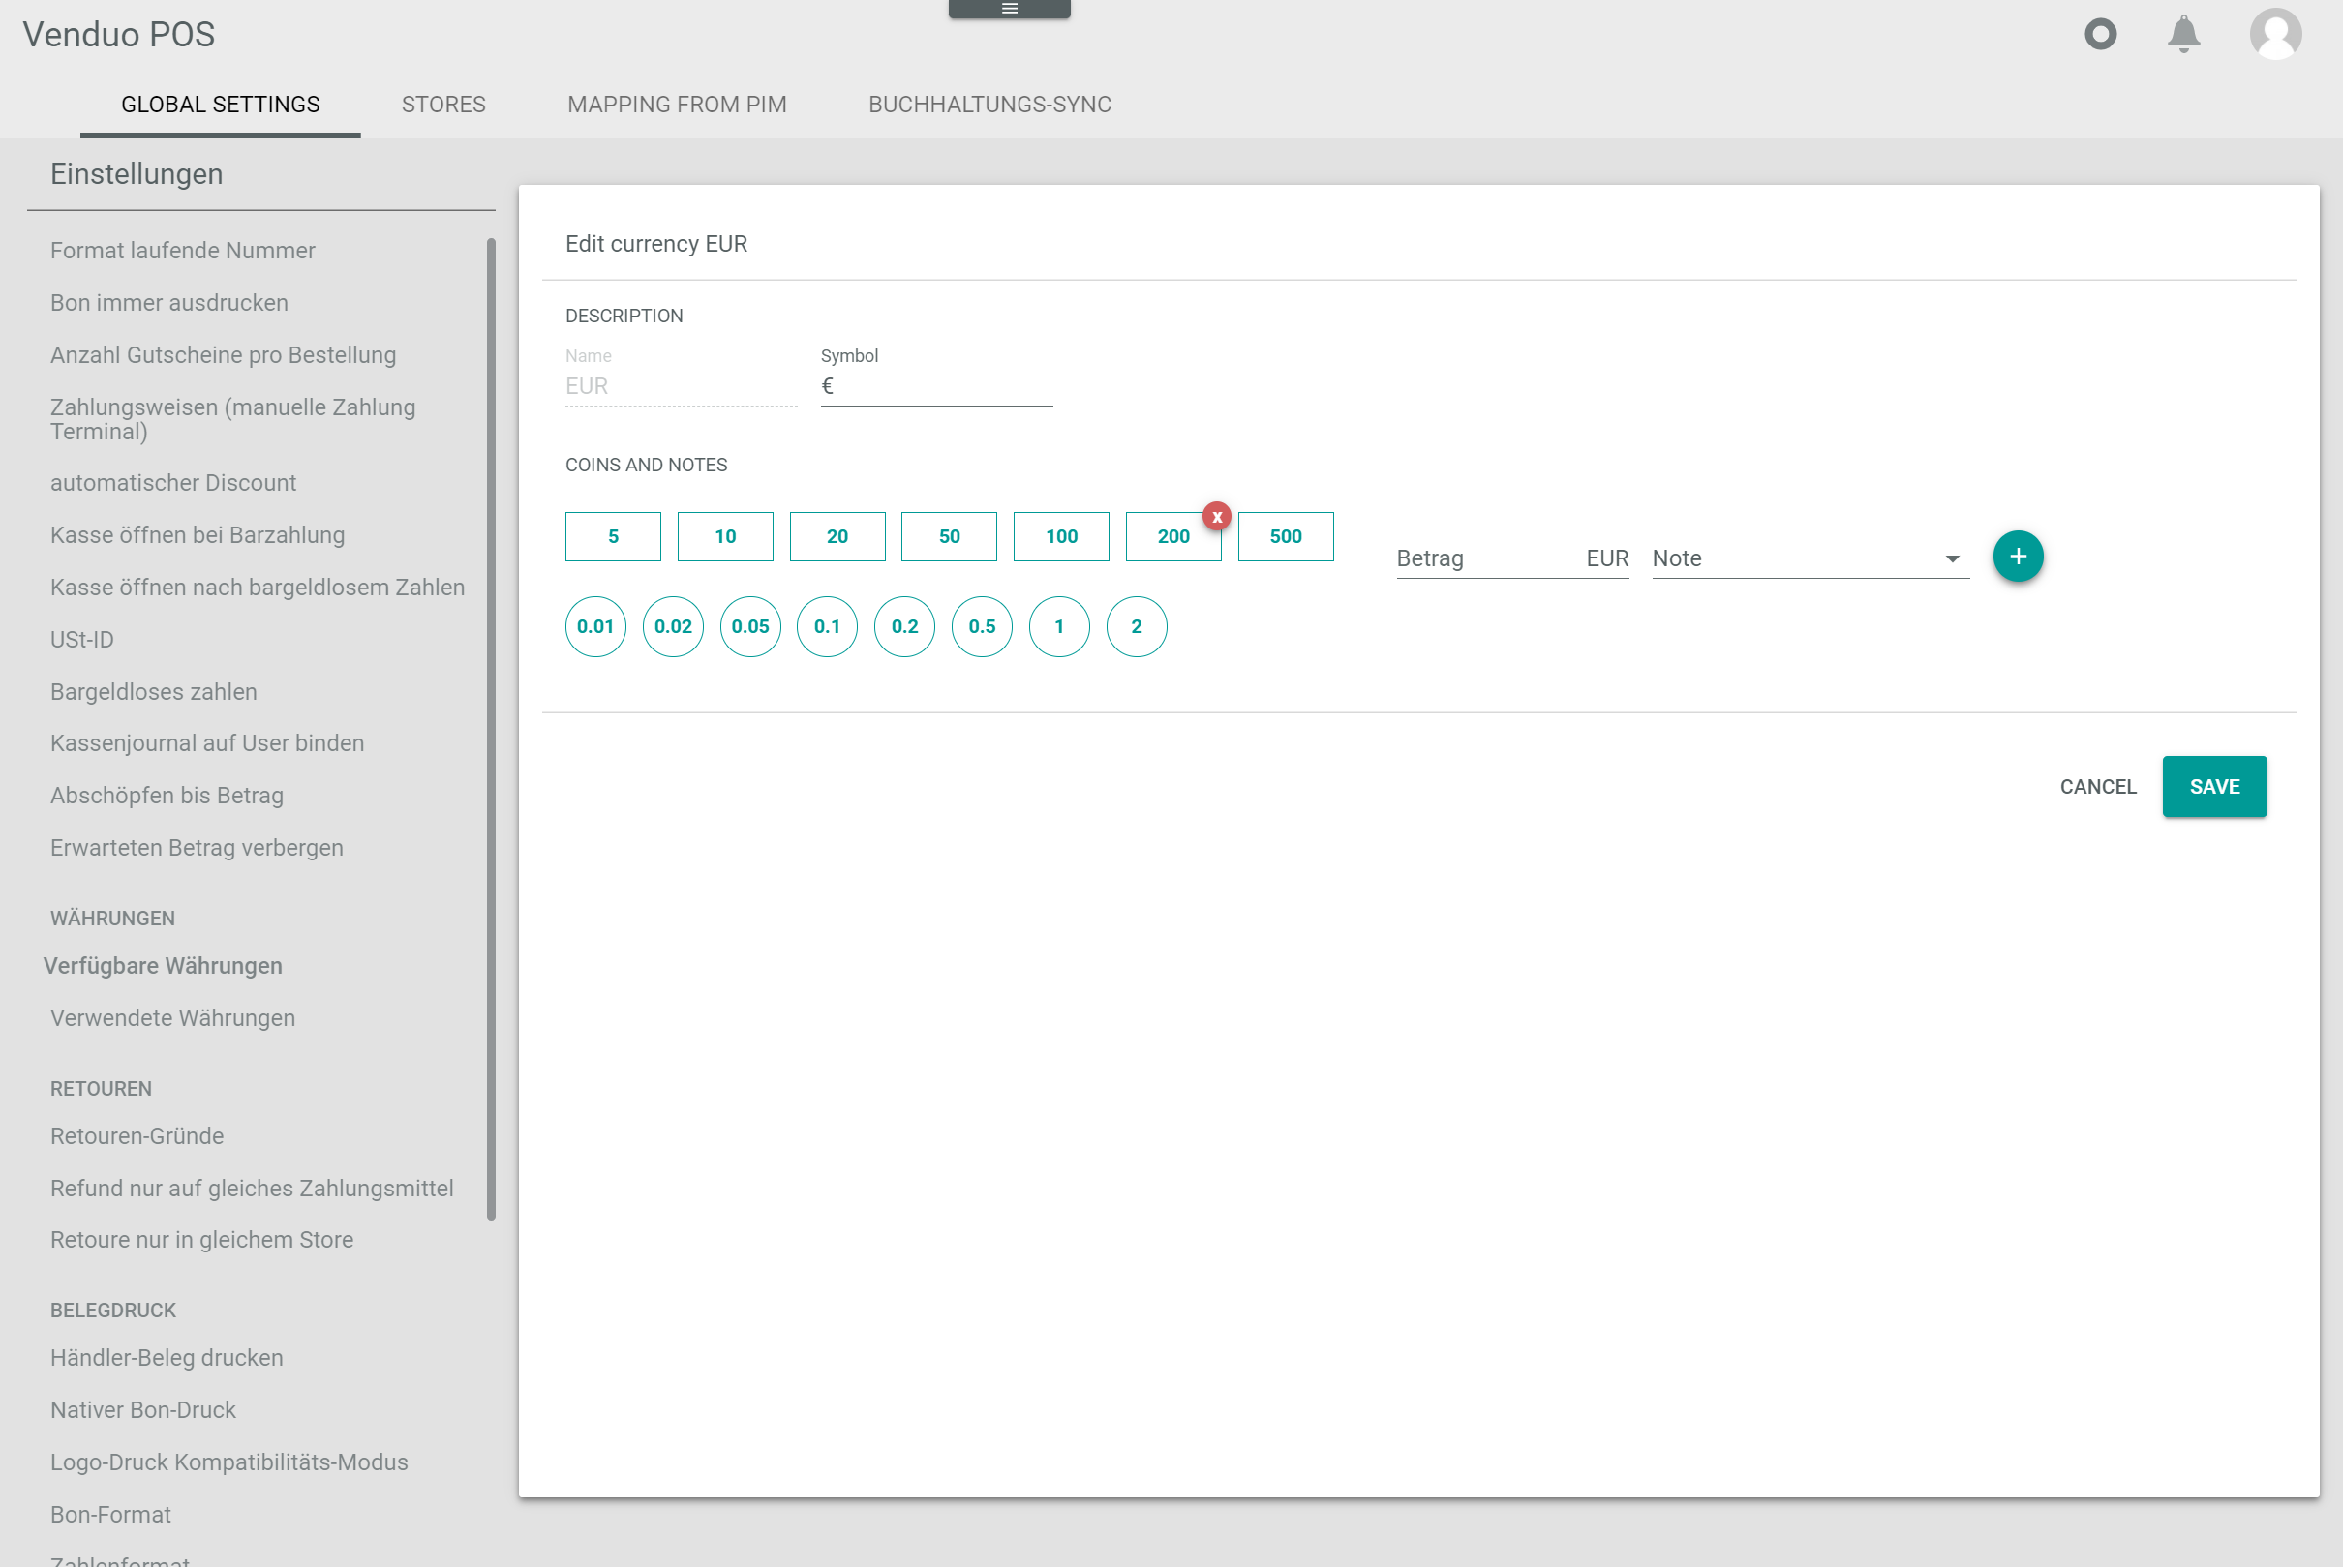 Venduo POS
GLOBAL SETTINGS
STORES
MAPPING FROM PIM
BUCHHALTUNGS-SYNC
Einstellungen
Format laufende Nummer
Bon immer ausdrucken
Anzahl Gutscheine pro Bestellung
Zahlungsweisen (manuelle Zahlung
Terminal)
automatischer Discount
Kasse öffnen bei Barzahlung
Kasse öffnen nach bargeldlosem Zahlen
USt-ID
Bargeldloses zahlen
Kassenjournal auf User binden
Abschöpfen bis Betrag
Erwarteten Betrag verbergen
WÄHRUNGEN
Verfügbare Währungen
Verwendete Währungen
RETOUREN
Retouren-Gründe
Refund nur auf gleiches Zahlungsmittel
Retoure nur in gleichem Store
BELEGDRUCK
Händler-Beleg drucken
Nativer Bon-Druck
Logo-Druck Kompatibilitäts-Modus
Bon-Format
Zahlenformat
Edit currency EUR
DESCRIPTION
Name
EUR
Symbol
€
COINS AND NOTES
5 10 20 50 100 200 x 500
0.01 0.02 0.05 0.1 0.2 0.5 1 2
Betrag EUR
Note
+
CANCEL
SAVE